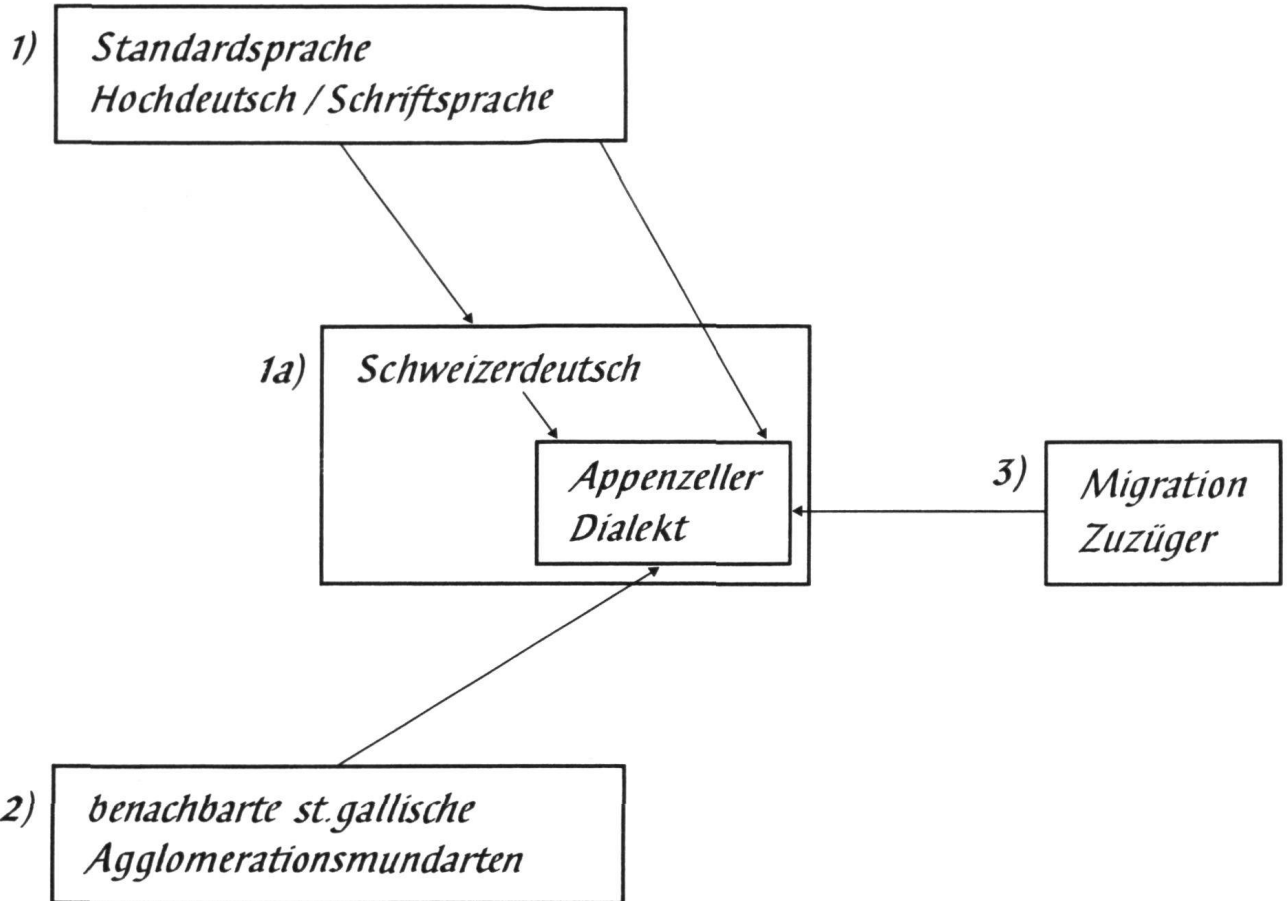 1) Standardsprache
Hochdeutsch / Schriftsprache
1a) Schweizerdeutsch
Appenzeller
Dialekt
3) Migration
Zuzüger
2) benachbarte st.gallische
Agglomerationsmundarten